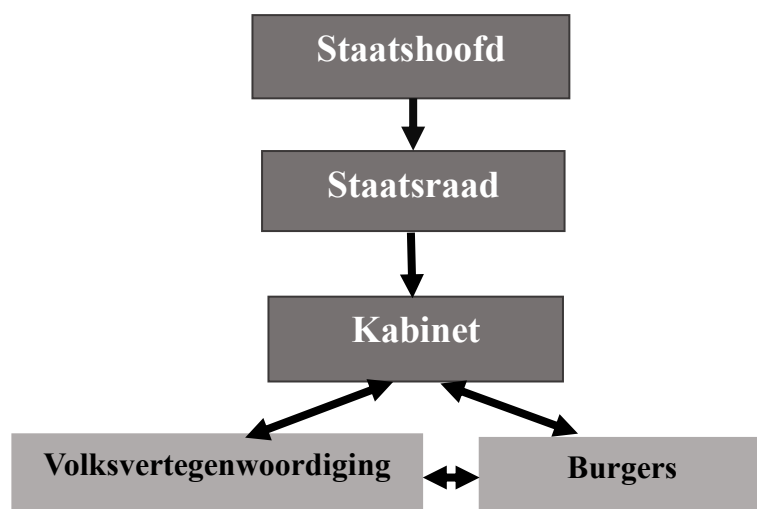 Staatshoofd
Staatsraad
Kabinet
Volksvertegenwoordiging
Burgers